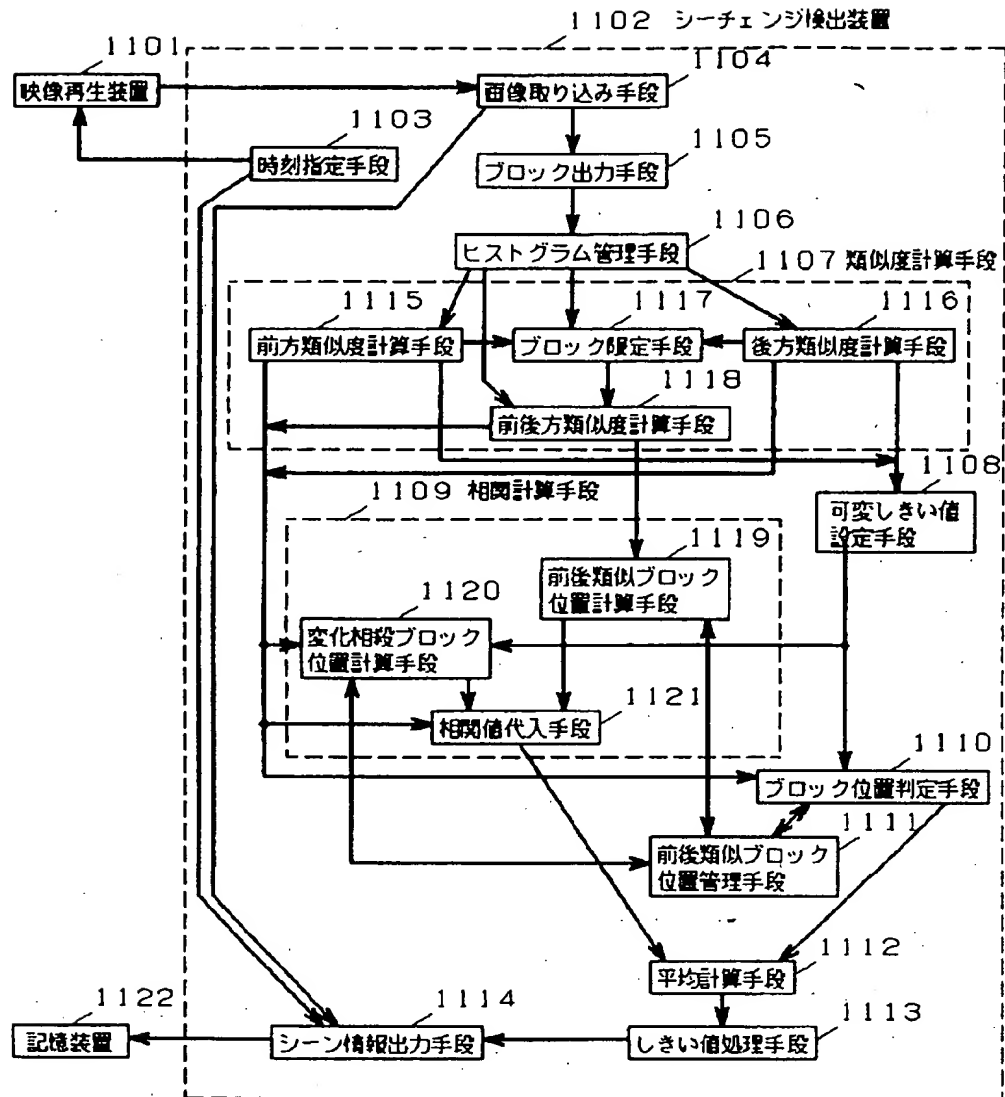 1102 シーチェンジ検出装置
1101
1104
映像再生装置
画像取り込み手段
1103
1105
時刻指定手段
ブロック出力手段
1106
ヒストグラム管理手段
1107 類似度計算手段
1115
1117
1116
前方類似度計算手段
ブロック限定手段
後方類似度計算手段
1118
前後方類似度計算手段
1109 相関計算手段
1108
可変しきい値
設定手段
1119
前後類似ブロック
位置計算手段
1120
変化相段ブロック
位置計算手段
1121
相関値代入手段
1110
ブロック位置判定手段
1111
前後類似ブロック
位置管理手段
1112
平均計算手段
1122
1114
1113
記憶装置
シーン情報出力手段
しきい値処理手段